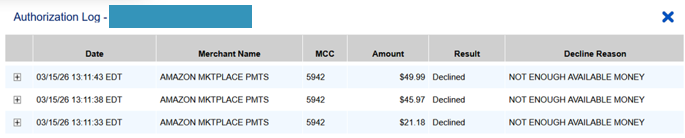 Authorization Log -
Date Merchant Name MCC Amount Result Decline Reason
03/15/26 13:11:43 EDT AMAZON MKTPLACE PMTS 5942 $49.99 Declined NOT ENOUGH AVAILABLE MONEY
03/15/26 13:11:38 EDT AMAZON MKTPLACE PMTS 5942 $45.97 Declined NOT ENOUGH AVAILABLE MONEY
03/15/26 13:11:33 EDT AMAZON MKTPLACE PMTS 5942 $21.18 Declined NOT ENOUGH AVAILABLE MONEY